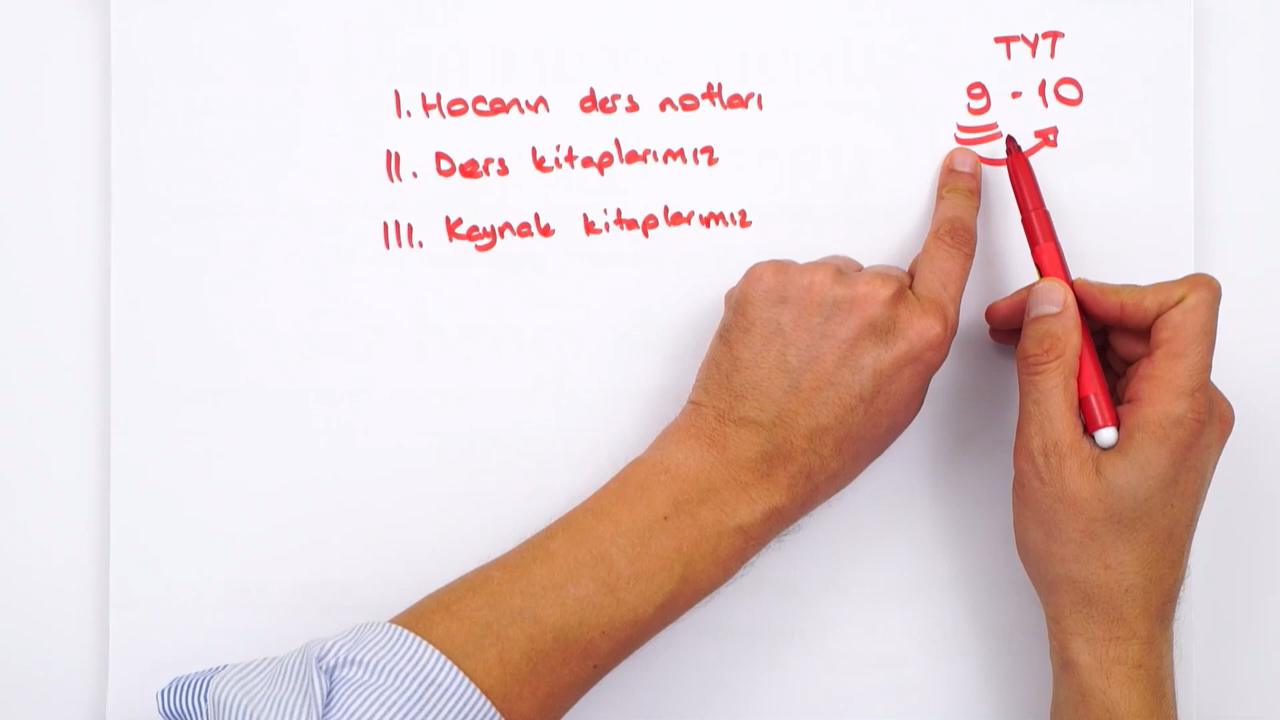 I. Hocanın ders notları
II. Ders kitaplarımız
III. Kaynak kitaplarımız
TYT
9 - 10